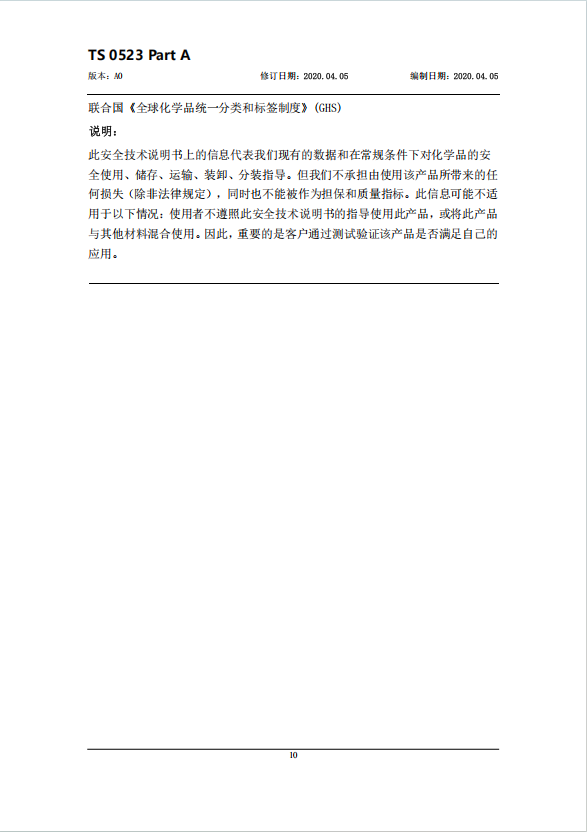 TS 0523 Part A
版本：A0 修订日期：2020.04.05 编制日期：2020.04.05
联合国《全球化学品统一分类和标签制度》(GHS)
说明：
此安全技术说明书上的信息代表我们现有的数据和在常规条件下对化学品的安
全使用、储存、运输、装卸、分装指导。但我们不承担由使用该产品所带来的任
何损失（除非法律规定），同时也不能被作为担保和质量指标。此信息可能不适
用于以下情况：使用者不遵照此安全技术说明书的指导使用此产品，或将此产品
与其他材料混合使用。因此，重要的是客户通过测试验证该产品是否满足自己的
应用。
10